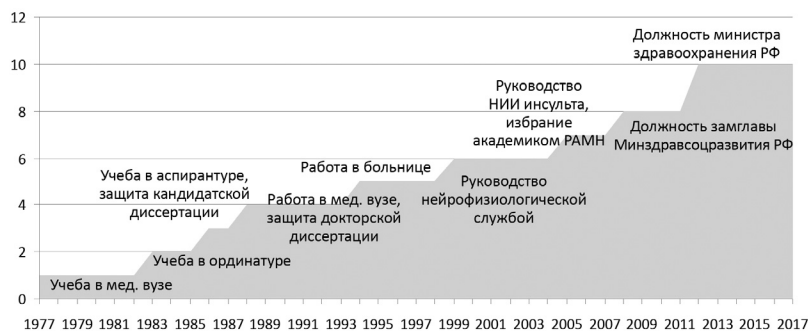 12
Должность министра
здравоохранения РФ
10
Руководство
НИИ инсульта,
избрание
академиком РАМН
8
Должность замглавы
Минздравсоцразвития РФ
6
Учеба в аспирантуре,
защита кандидатской
диссертации
Работа в больнице
Руководство
нейрофизиологической
службой
4
Работа в мед. вузе,
защита докторской
диссертации
2
Учеба в ординатуре
Учеба в мед. вузе
0
1977 1979 1981 1983 1985 1987 1989 1991 1993 1995 1997 1999 2001 2003 2005 2007 2009 2011 2013 2015 2017